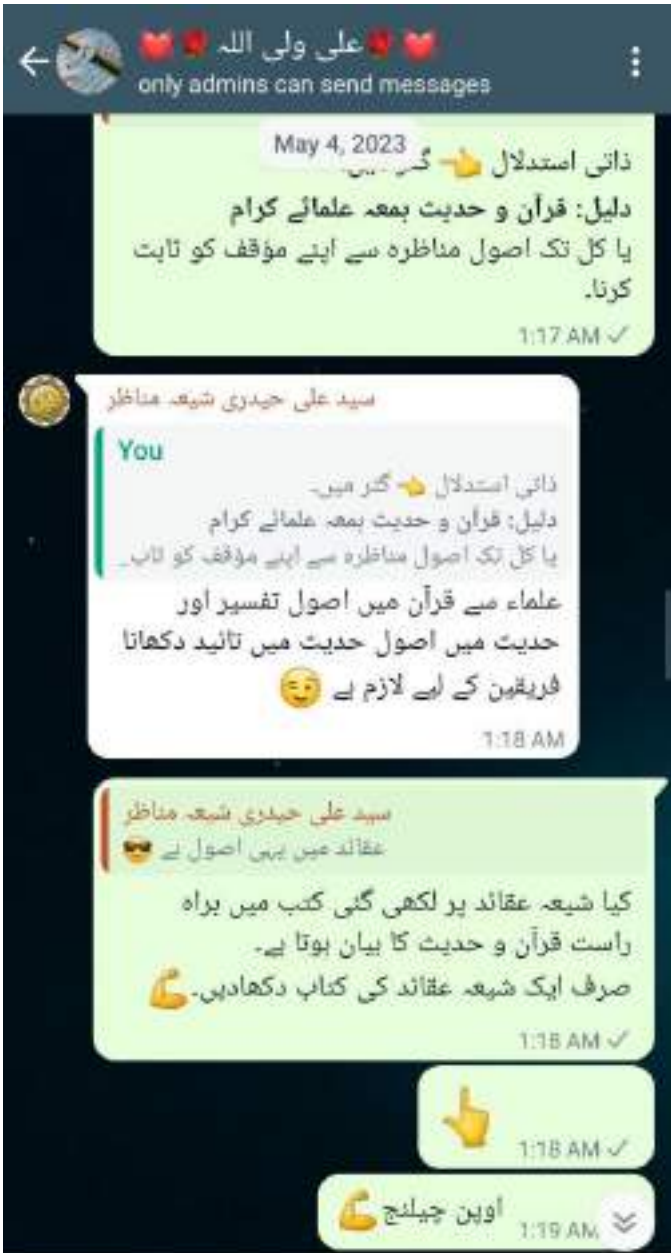 ❤️🌹علی ولی اللہ🌹❤️
only admins can send messages
May 4, 2023
ذاتی استدلال 👈
دلیل: قرآن و حدیث بمعہ علمائے کرام
یا کل تک اصول مناظرہ سے اپنے مؤقف کو ثابت
کرنا۔
1:17 AM ✓
سید علی حیدری شیعہ مناظر
You
ذاتی استدلال 👈 گٹر میں۔
دلیل: قرآن و حدیث بمعہ علمائے کرام
یا کل تک اصول مناظرہ سے اپنے مؤقف کو ثاب...
علماء سے قرآن میں اصول تفسیر اور
حدیث میں اصول حدیث میں تائید دکھانا
فریقین کے لیے لازم ہے 😉
1:18 AM
سید علی حیدری شیعہ مناظر
عقائد میں یہی اصول ہے 😎
کیا شیعہ عقائد پر لکھی گئی کتب میں براہ
راست قرآن و حدیث کا بیان ہوتا ہے۔
صرف ایک شیعہ عقائد کی کتاب دکھادیں۔💪
1:18 AM ✓
👆
1:18 AM ✓
اوپن چیلنج💪
1:19 AM